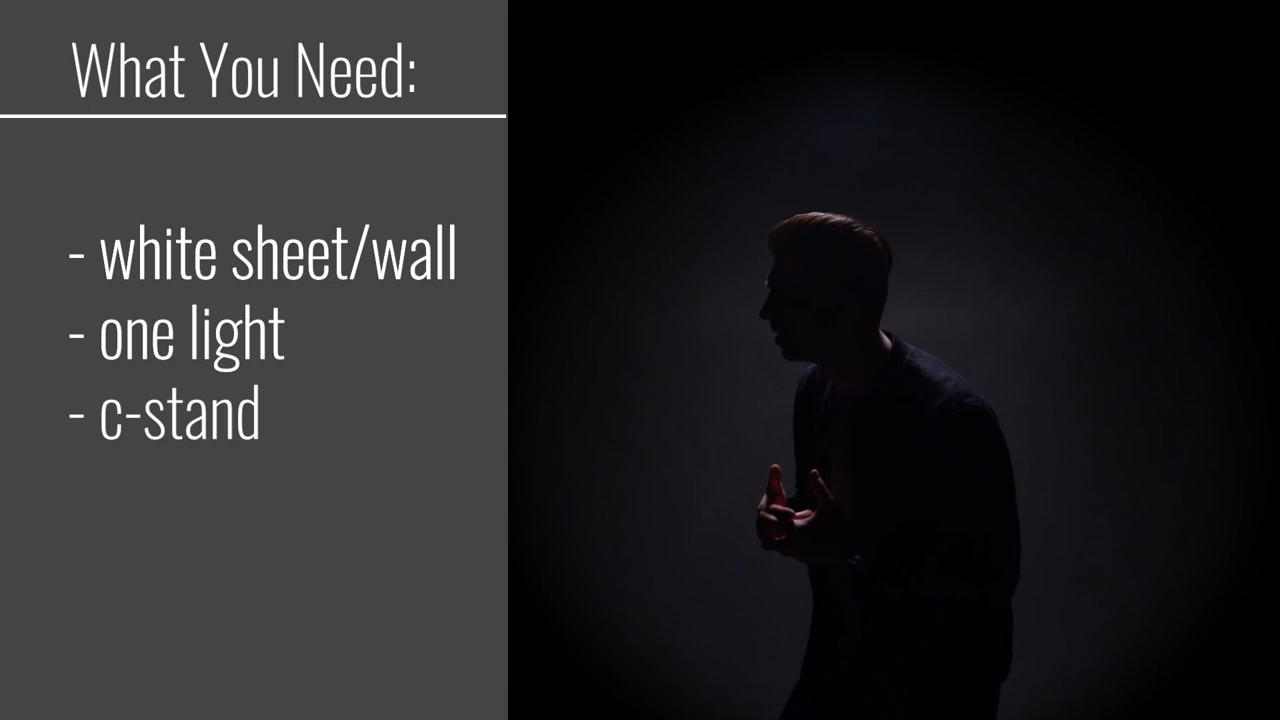 What You Need:
- white sheet/wall
- one light
- c-stand